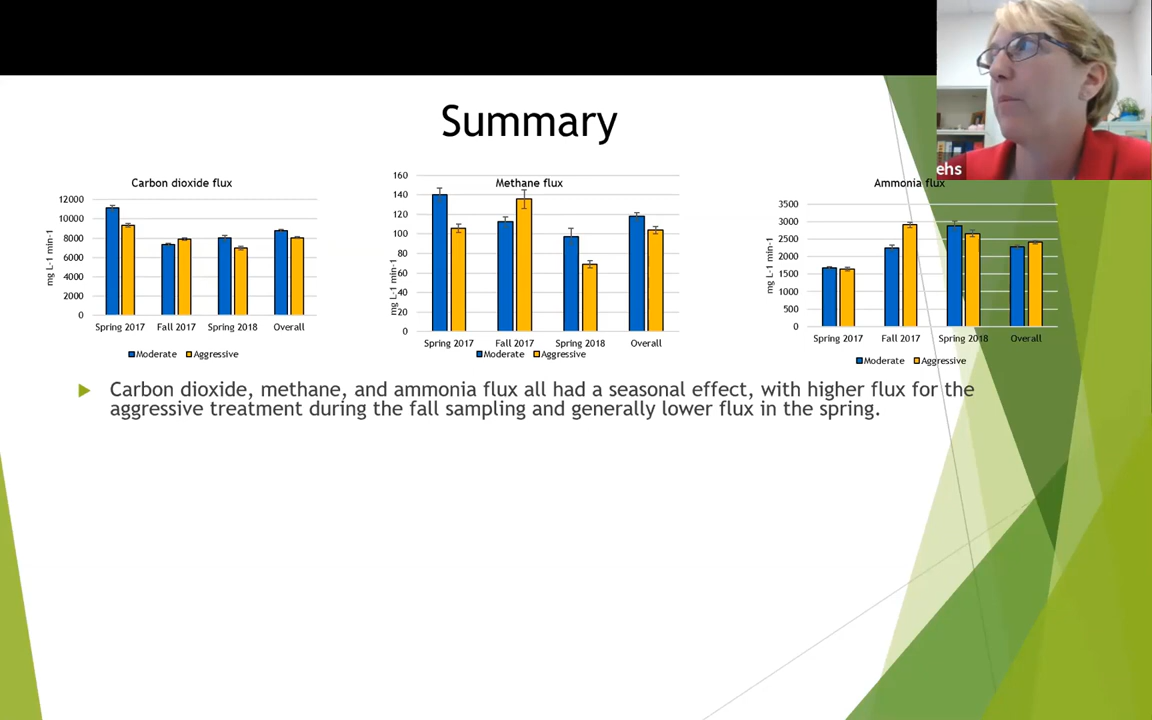 Summary
ehs
Carbon dioxide flux
12000
10000
8000
6000
4000
2000
0
mg L-1 min-1
Spring 2017 Fall 2017 Spring 2018 Overall
Moderate Aggressive
Methane flux
160
140
120
100
80
60
40
20
0
mg L-1 min-1
Spring 2017 Fall 2017 Spring 2018 Overall
Moderate Aggressive
Ammonia flux
3500
3000
2500
2000
1500
1000
500
0
mg L-1 min-1
Spring 2017 Fall 2017 Spring 2018 Overall
Moderate Aggressive
Carbon dioxide, methane, and ammonia flux all had a seasonal effect, with higher flux for the
aggressive treatment during the fall sampling and generally lower flux in the spring.